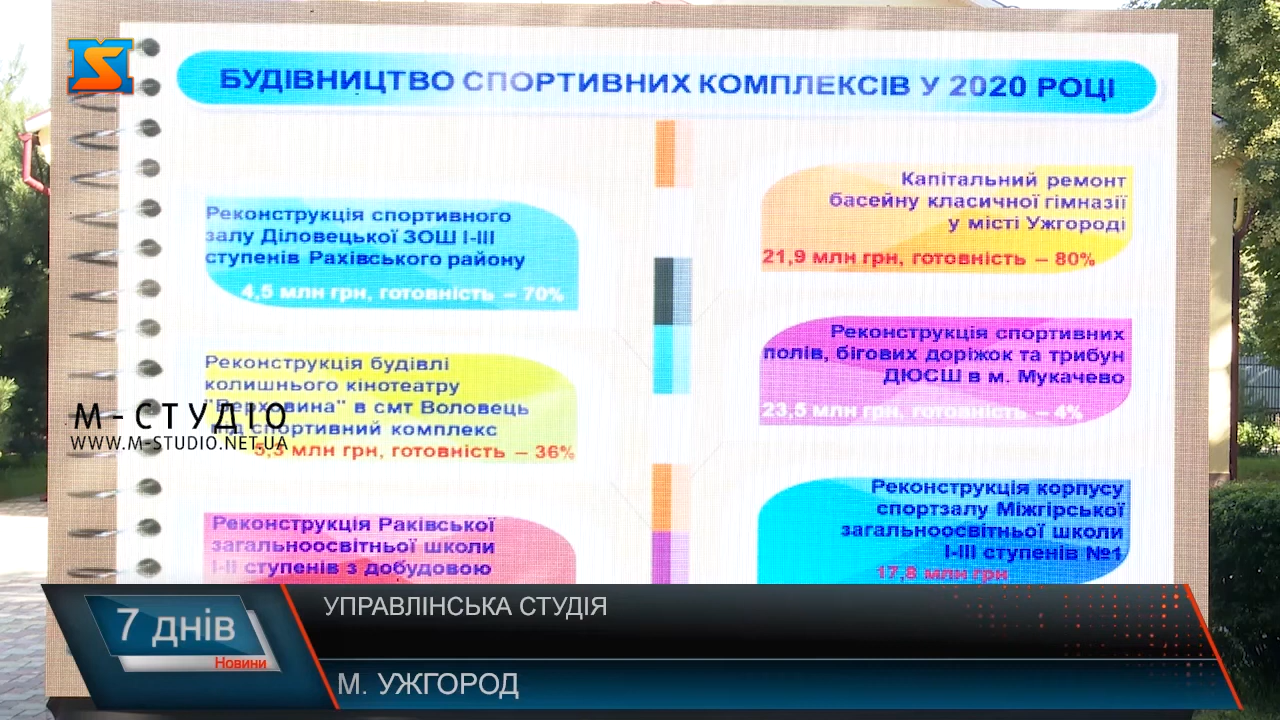 БУДІВНИЦТВО СПОРТИВНИХ КОМПЛЕКСІВ У 2020 РОЦІ
Реконструкція спортивного
залу Діловецької ЗОШ І-ІІІ
ступенів Рахівського району
4,5 млн грн, готовність – 70%
Реконструкція будівлі
колишнього кінотеатру
"Верховина" в смт Воловець
під спортивний комплекс
5,3 млн грн, готовність – 36%
Реконструкція Раківської
загальноосвітньої школи
І-ІІ ступенів з добудовою
Капітальний ремонт
басейну класичної гімназії
у місті Ужгороді
21,9 млн грн, готовність – 80%
Реконструкція спортивних
полів, бігових доріжок та трибун
ДЮСШ в м. Мукачево
23,5 млн грн, готовність – 4%
Реконструкція корпусу
спортзалу Міжгірської
загальноосвітньої школи
І-ІІІ ступенів №1
17,8 млн грн
М-СТУДІО
WWW.M-STUDIO.NET.UA
7 днів
Новини
УПРАВЛІНСЬКА СТУДІЯ
М. УЖГОРОД